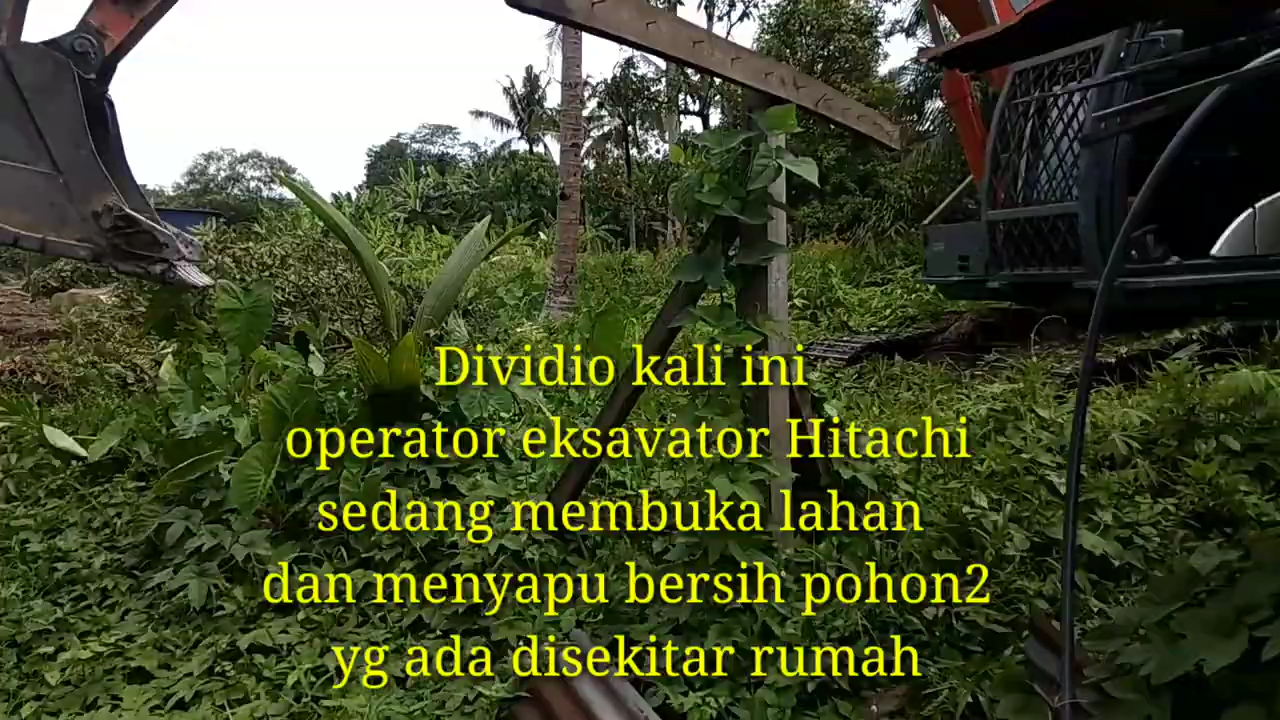 Dividio kali ini
operator eksavator Hitachi
sedang membuka lahan
dan menyapu bersih pohon2
yg ada disekitar rumah